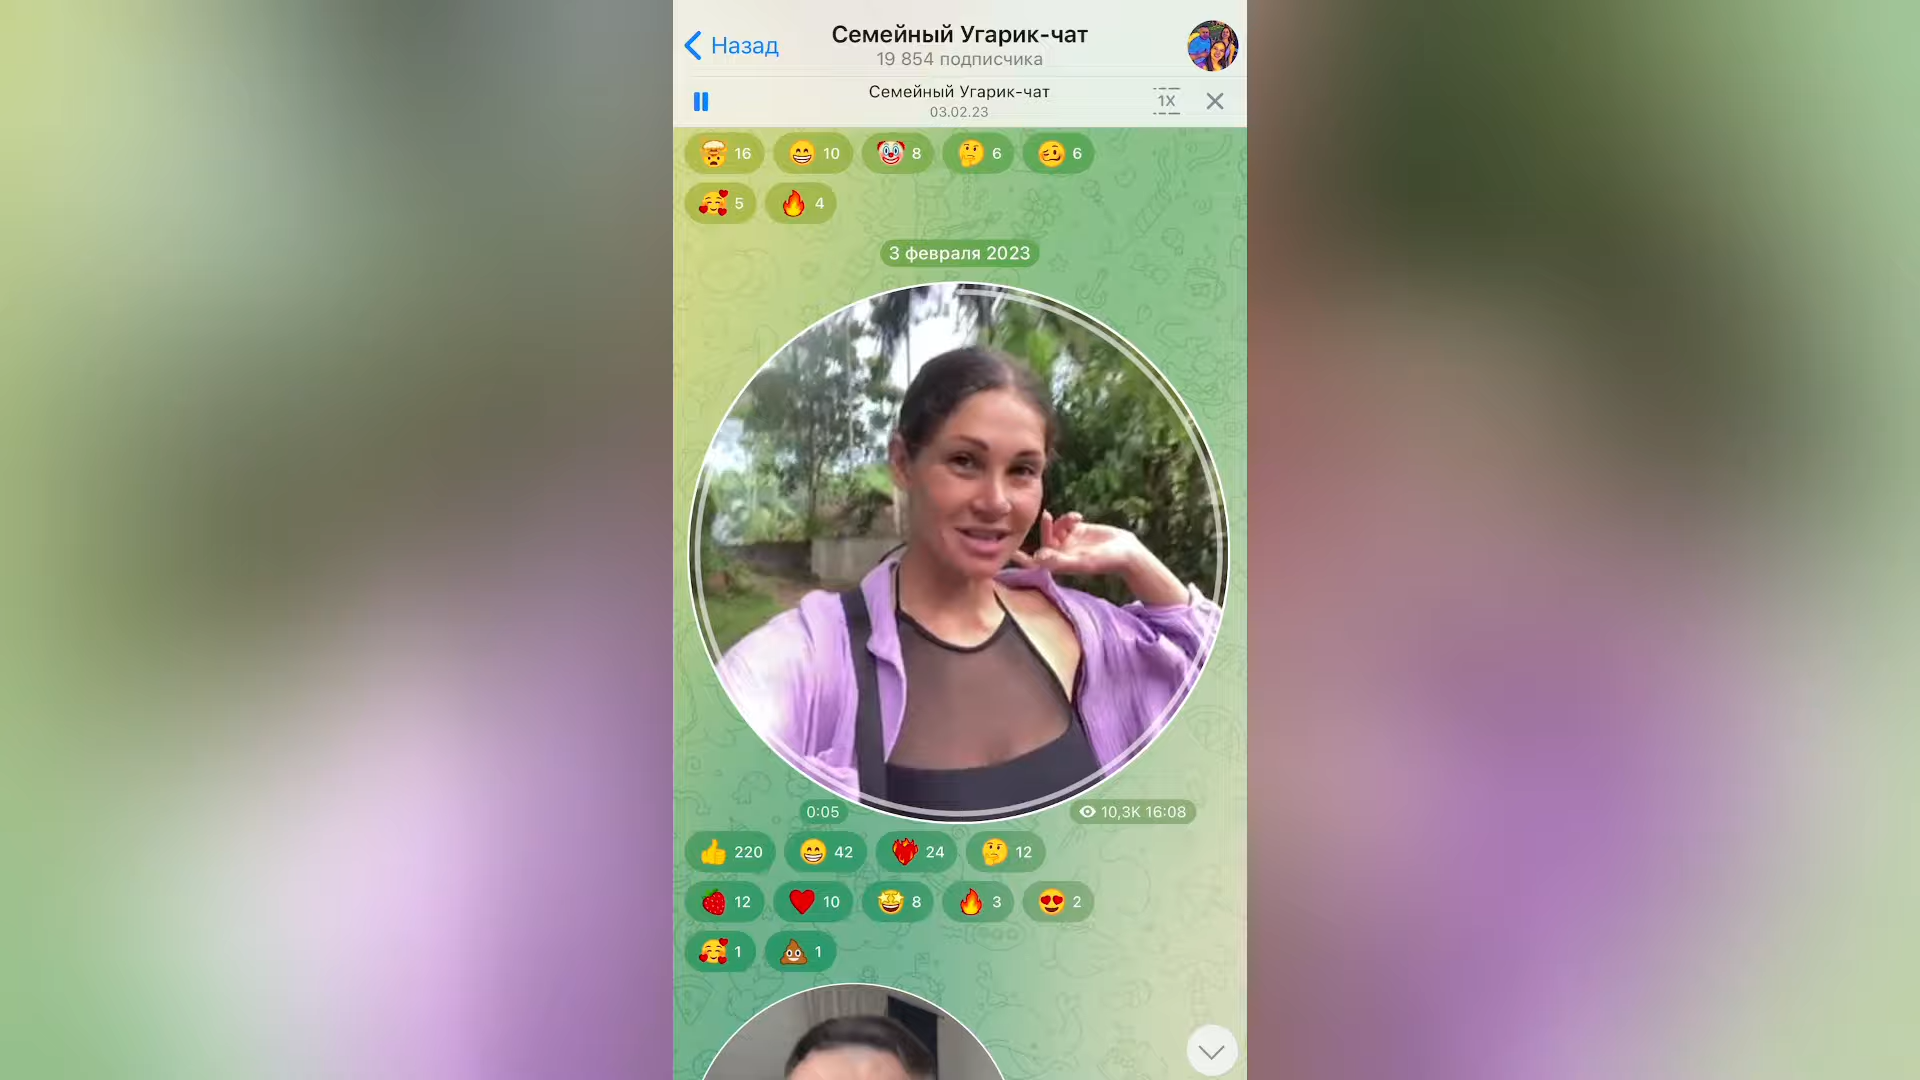 Назад
Семейный Угарик-чат
19 854 подписчика
Семейный Угарик-чат
03.02.23
1X
16 10 8 6 6
5 4
3 февраля 2023
0:05
10,3K 16:08
220 42 24 12
12 10 8 3 2
1 1